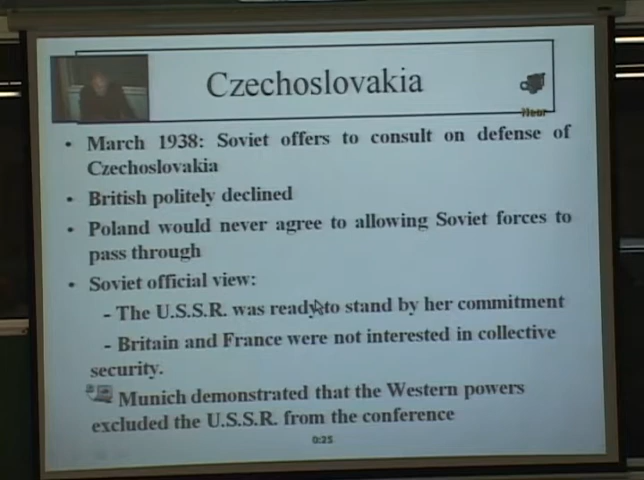 Czechoslovakia
Hear
• March 1938: Soviet offers to consult on defense of
Czechoslovakia
• British politely declined
• Poland would never agree to allowing Soviet forces to
pass through
• Soviet official view:
- The U.S.S.R. was ready to stand by her commitment
- Britain and France were not interested in collective
security.
Munich demonstrated that the Western powers
excluded the U.S.S.R. from the conference
0:25